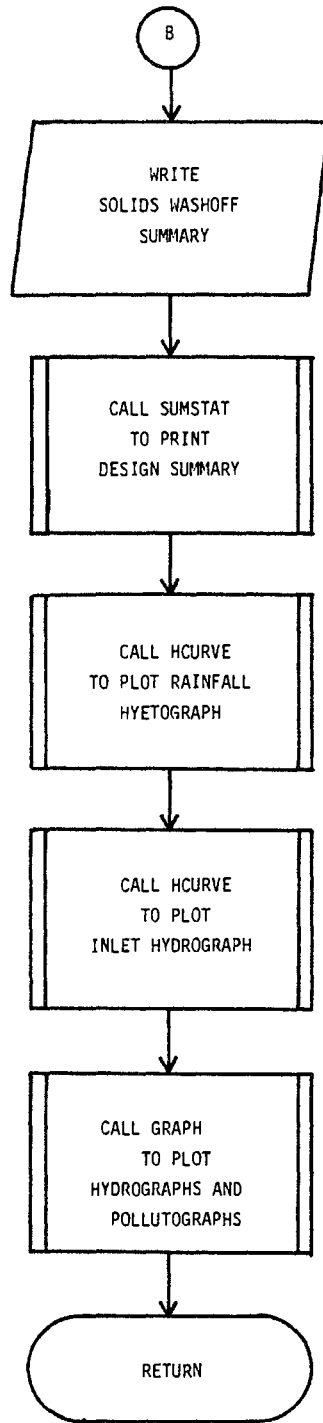 B
WRITE
SOLIDS WASHOFF
SUMMARY
CALL SUMSTAT
TO PRINT
DESIGN SUMMARY
CALL HCURVE
TO PLOT RAINFALL
HYETOGRAPH
CALL HCURVE
TO PLOT
INLET HYDROGRAPH
CALL GRAPH
TO PLOT
HYDROGRAPHS AND
POLLUTOGRAPHS
RETURN